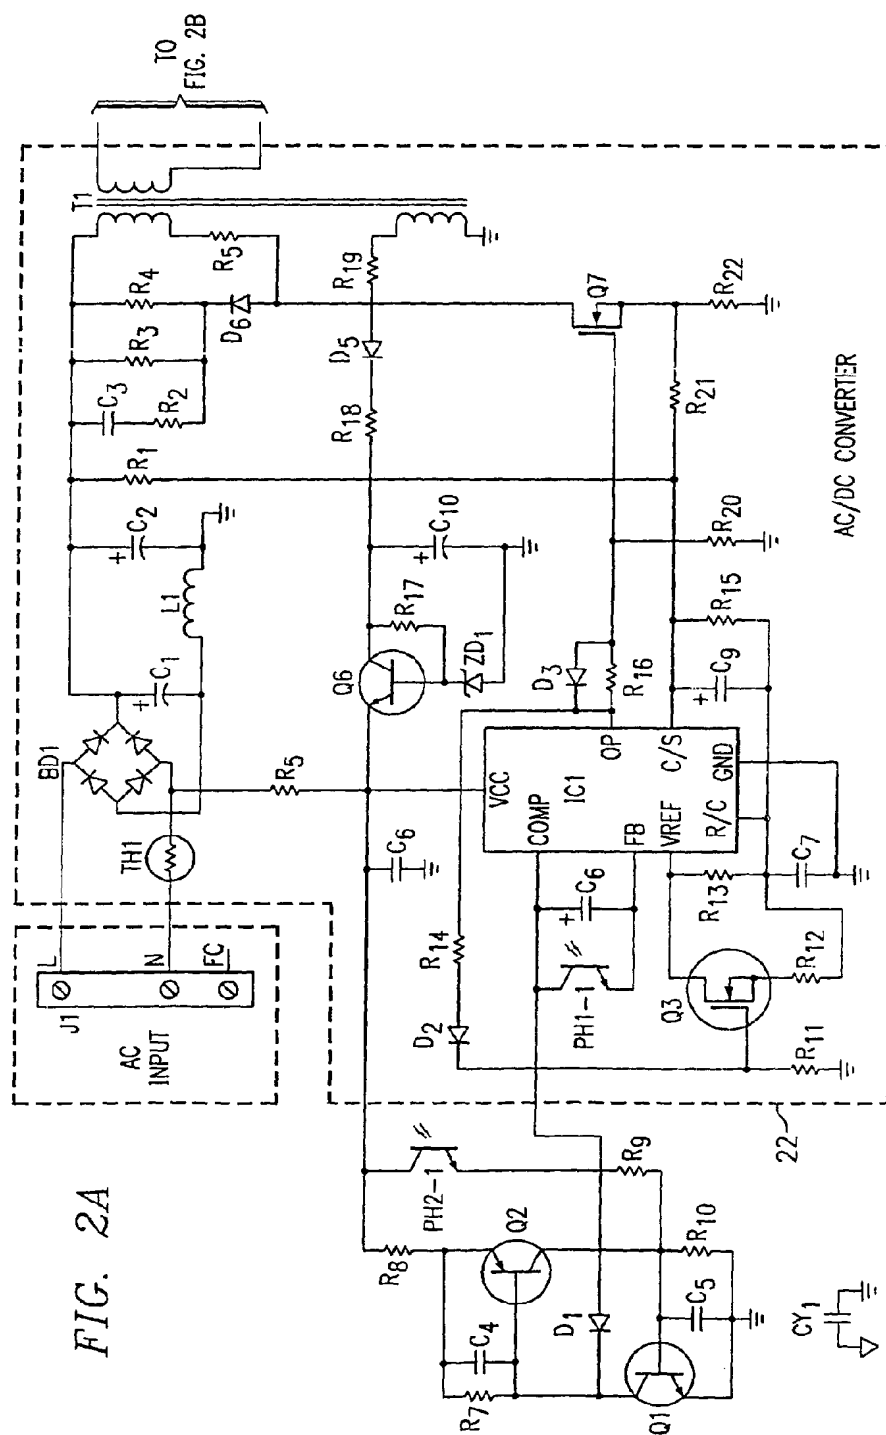 FIG. 2A
AC
INPUT
J1
L
N
FC
TH1
BD1
C1
+
L1
C2
+
R1
C3
R2
R3
R4
D6
R5
T1
TO
FIG. 2B
R5
Q6
R17
ZD1
C10
+
R18
D5
R19
C6
VCC
COMP
IC1
OP
FB
VREF
C/S
R/C
GND
D3
R16
Q7
R22
R21
R20
R15
C9
+
R14
D2
PH1-1
C6
+
Q3
R13
C7
R12
R11
AC/DC CONVERTER
22
PH2-1
R9
R8
Q2
C4
R7
D1
R10
C5
Q1
CY1